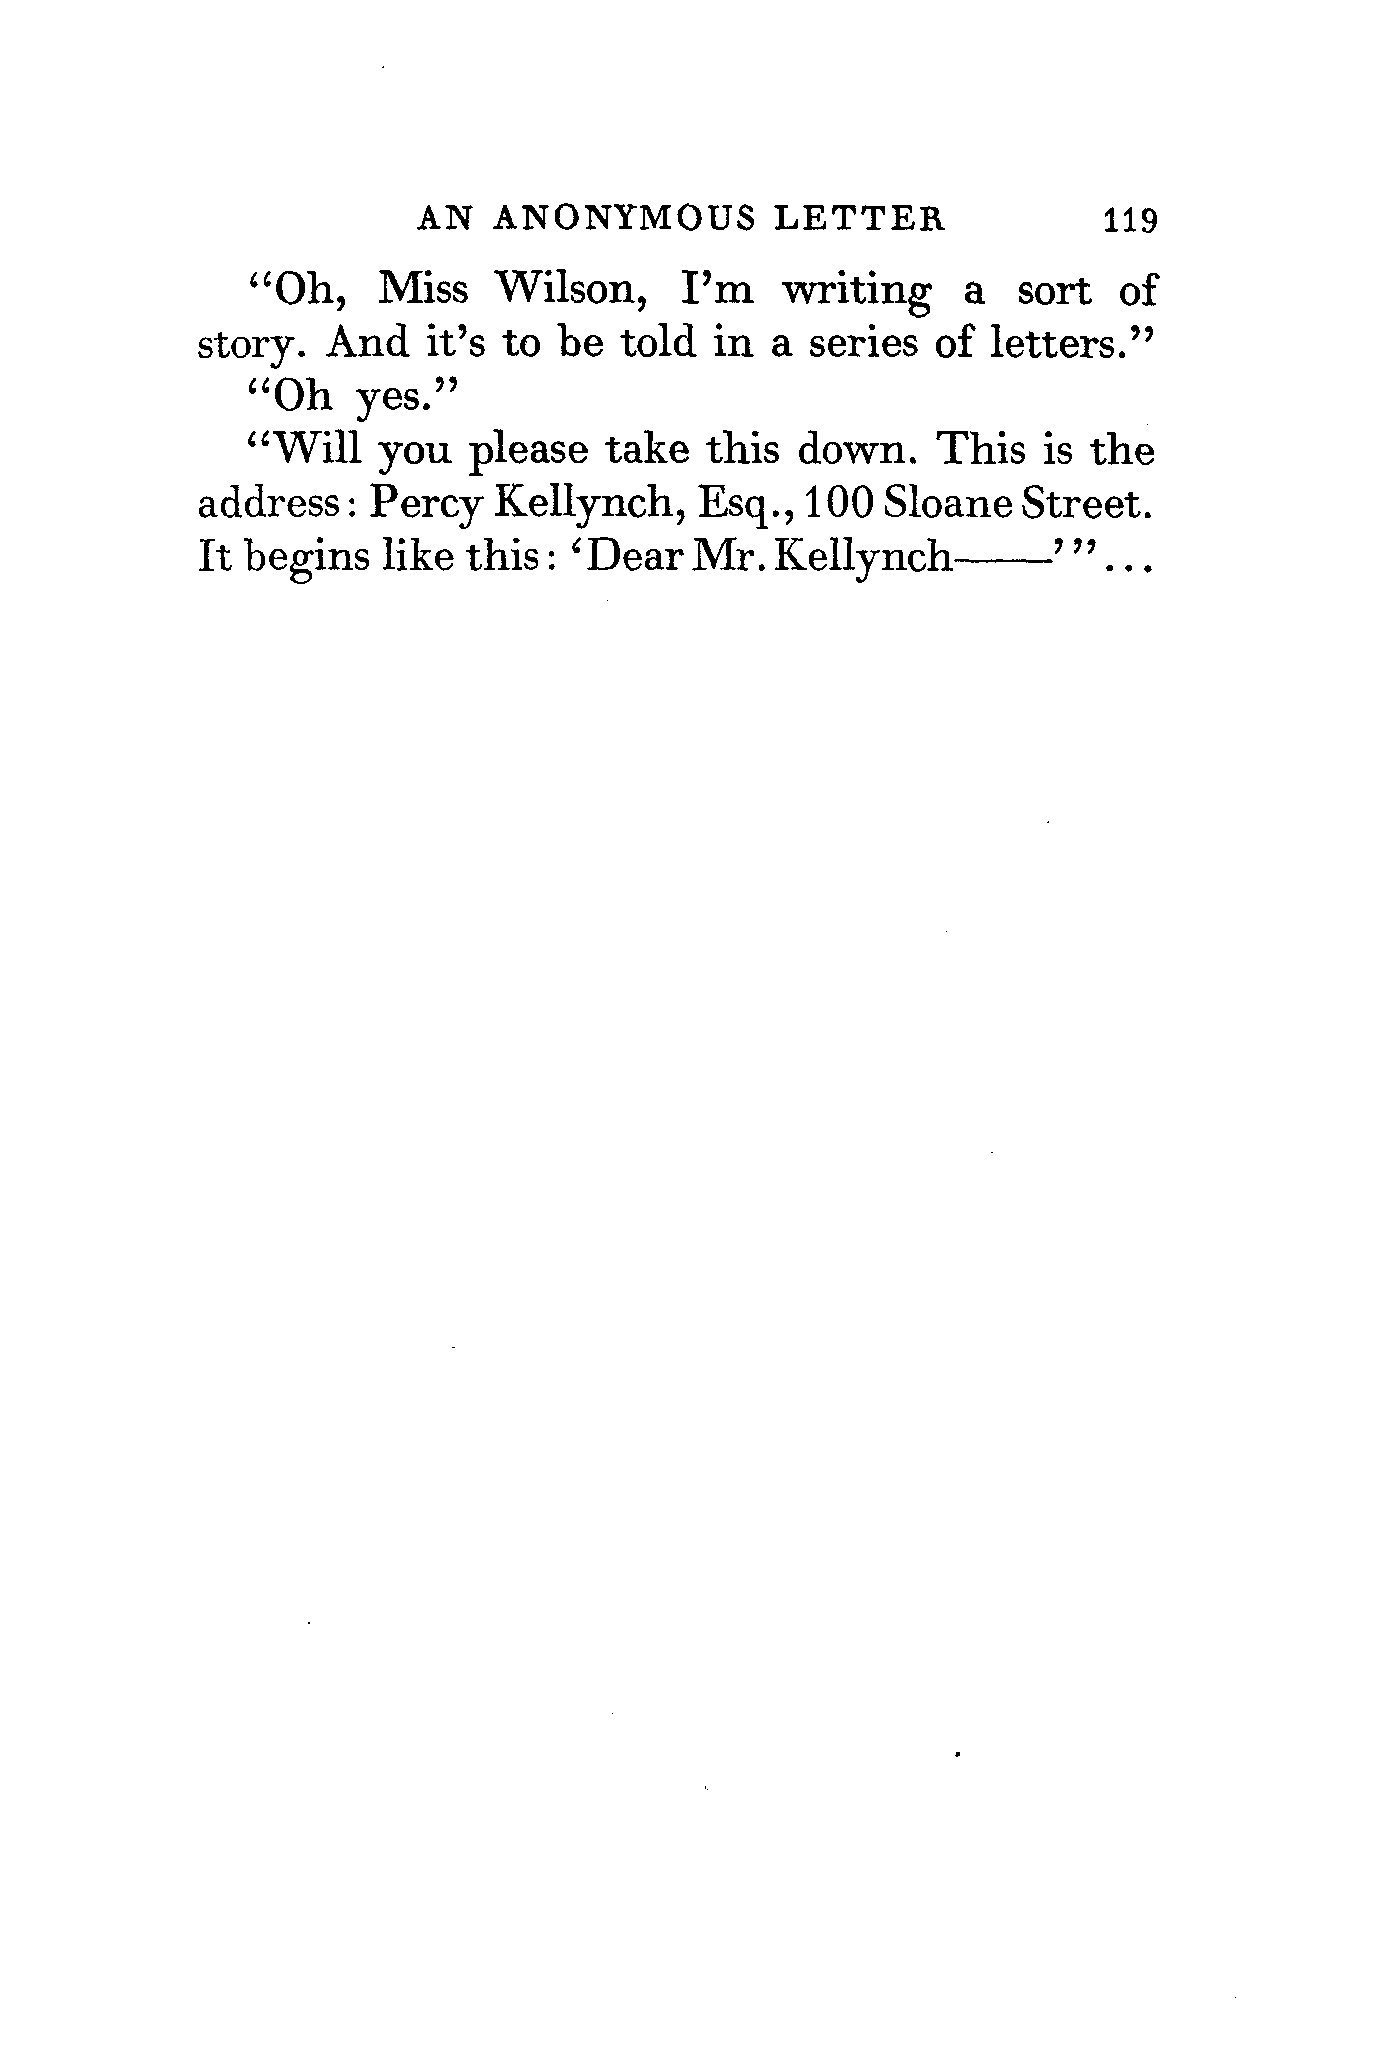 AN ANONYMOUS LETTER 119
“Oh, Miss Wilson, I’m writing a sort of
story. And it’s to be told in a series of letters.”
“Oh yes.”
“Will you please take this down. This is the
address: Percy Kellynch, Esq., 100 Sloane Street.
It begins like this: ‘Dear Mr. Kellynch——’”...